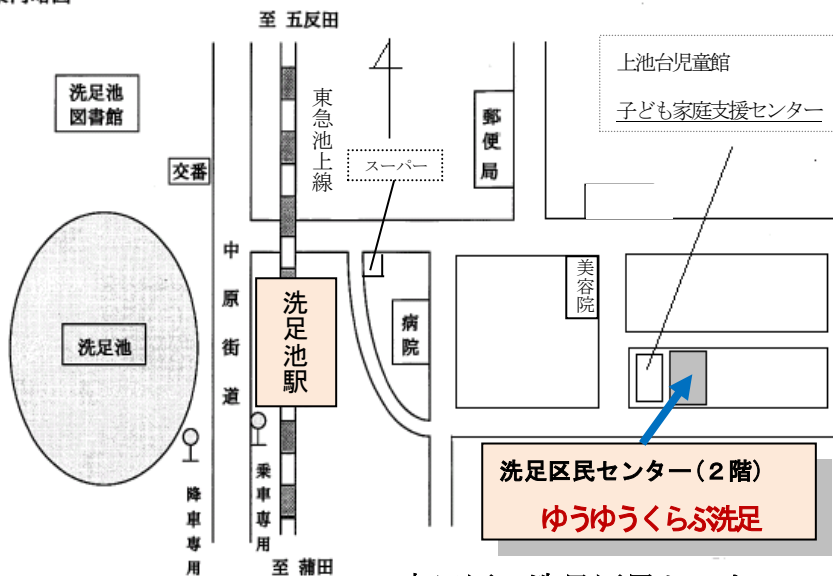 至 五反田
洗足池
図書館
交番
東急池上線
スーパー
郵便局
上池台児童館
子ども家庭支援センター
中原街道
洗足池駅
病院
美容院
洗足池
降車専用
乗車専用
洗足区民センター(2階)
ゆうゆうくらぶ洗足
至 蒲田